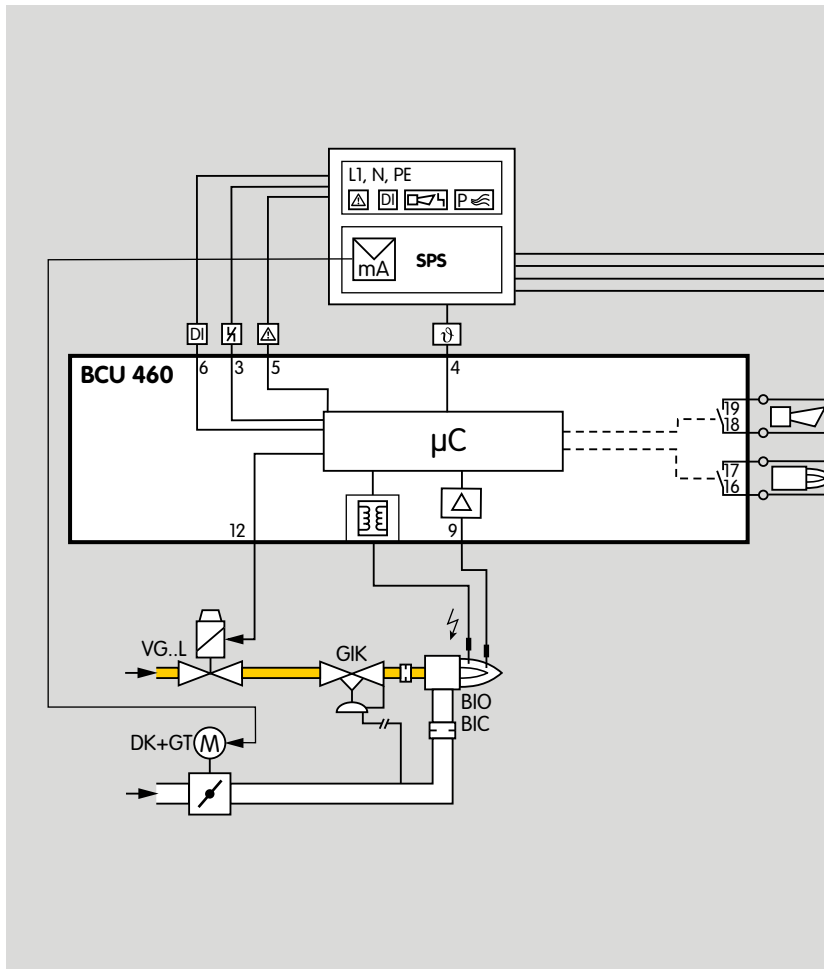 L1, N, PE
DI
P
mA
SPS
DI
ϑ
BCU 460
6
3
5
4
19
18
µC
17
16
12
9
VG..L
GIK
BIO
BIC
DK+GT
M